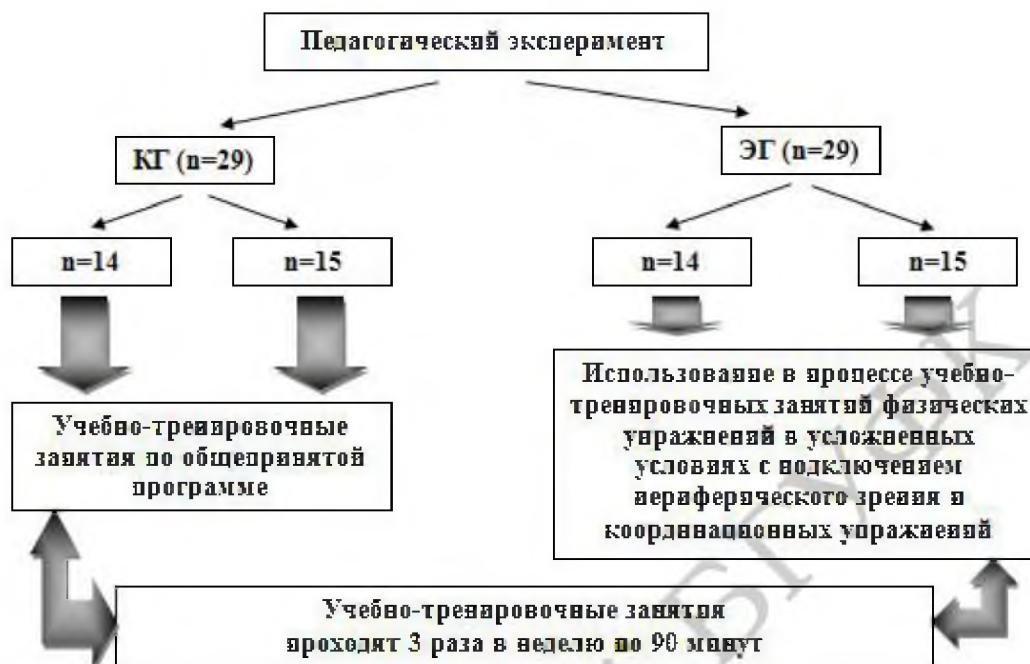 Педагогический эксперимент
КГ (n=29)
ЭГ (n=29)
n=14
n=15
n=14
n=15
Учебно-тренировочные
занятия по общепринятой
программе
Использование в процессе учебно-
тренировочных занятий физических
упражнений в усложненных
условиях с подключением
периферического зрения и
координационных упражнений
Учебно-тренировочные занятия
проходят 3 раза в неделю по 90 минут
БГУФК